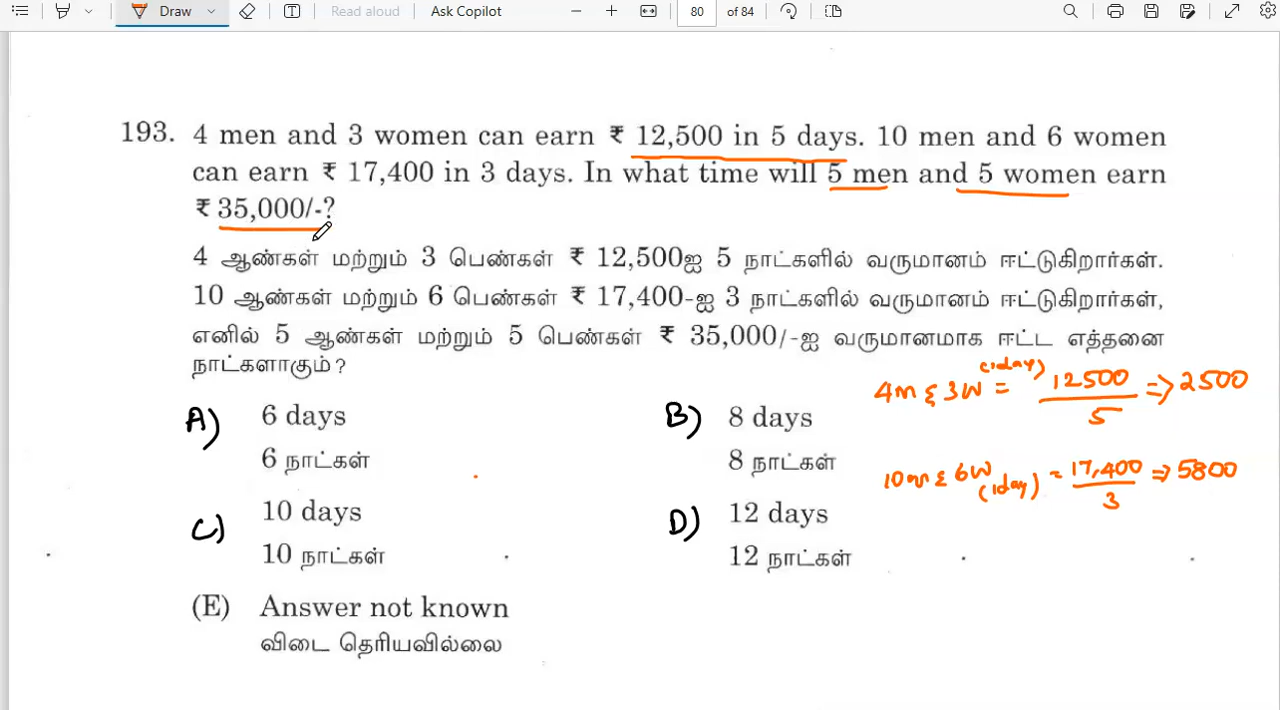 Draw
Read aloud
Ask Copilot
80 of 84
193. 4 men and 3 women can earn ₹ 12,500 in 5 days. 10 men and 6 women
can earn ₹ 17,400 in 3 days. In what time will 5 men and 5 women earn
₹ 35,000/-?
4 ஆண்கள் மற்றும் 3 பெண்கள் ₹ 12,500ஐ 5 நாட்களில் வருமானம் ஈட்டுகிறார்கள்.
10 ஆண்கள் மற்றும் 6 பெண்கள் ₹ 17,400-ஐ 3 நாட்களில் வருமானம் ஈட்டுகிறார்கள்,
எனில் 5 ஆண்கள் மற்றும் 5 பெண்கள் ₹ 35,000/-ஐ வருமானமாக ஈட்ட எத்தனை
நாட்களாகும்?
4m & 3W (1day) = 12500/5 => 2500
10m & 6W (1day) = 17,400/3 => 5800
A) 6 days
6 நாட்கள்
B) 8 days
8 நாட்கள்
C) 10 days
10 நாட்கள்
D) 12 days
12 நாட்கள்
(E) Answer not known
விடை தெரியவில்லை